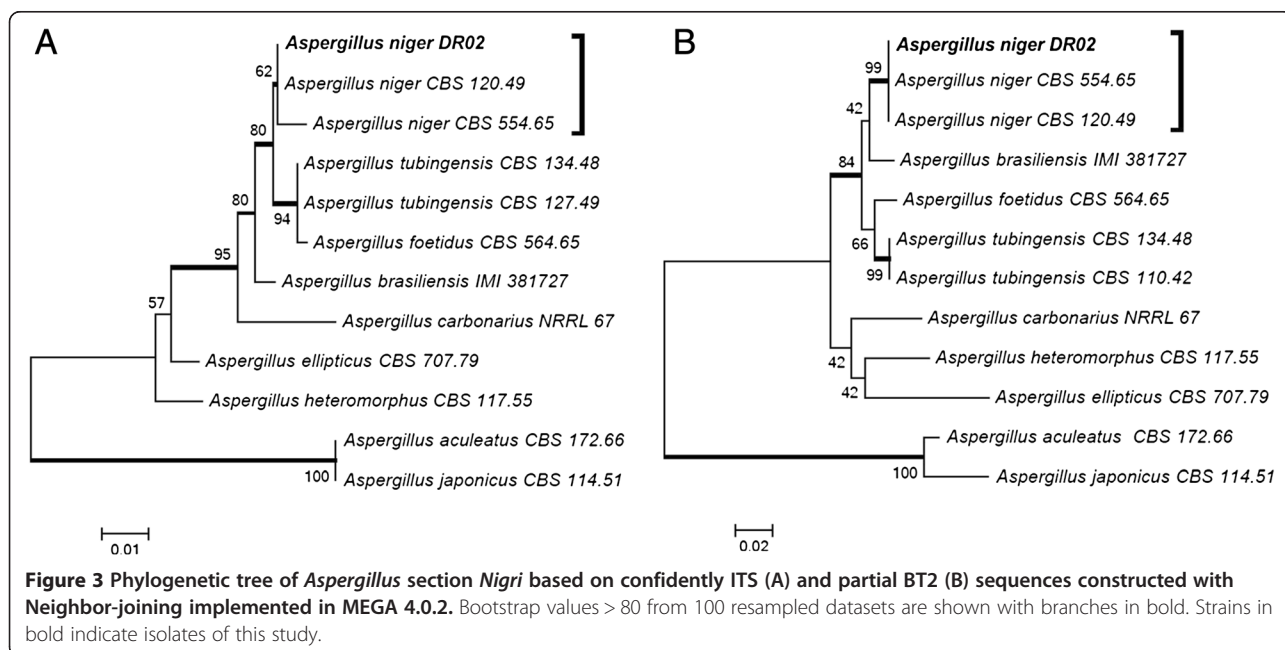 A
Aspergillus niger DR02
62
Aspergillus niger CBS 120.49
Aspergillus niger CBS 554.65
80
Aspergillus tubingensis CBS 134.48
Aspergillus tubingensis CBS 127.49
94
Aspergillus foetidus CBS 564.65
80
Aspergillus brasiliensis IMI 381727
95
Aspergillus carbonarius NRRL 67
57
Aspergillus ellipticus CBS 707.79
Aspergillus heteromorphus CBS 117.55
Aspergillus aculeatus CBS 172.66
100
Aspergillus japonicus CBS 114.51
0.01
B
Aspergillus niger DR02
99
Aspergillus niger CBS 554.65
42
Aspergillus niger CBS 120.49
84
Aspergillus brasiliensis IMI 381727
Aspergillus foetidus CBS 564.65
66
Aspergillus tubingensis CBS 134.48
99
Aspergillus tubingensis CBS 110.42
Aspergillus carbonarius NRRL 67
42
Aspergillus heteromorphus CBS 117.55
42
Aspergillus ellipticus CBS 707.79
Aspergillus aculeatus CBS 172.66
100
Aspergillus japonicus CBS 114.51
0.02
Figure 3 Phylogenetic tree of Aspergillus section Nigri based on confidently ITS (A) and partial BT2 (B) sequences constructed with
Neighbor-joining implemented in MEGA 4.0.2. Bootstrap values > 80 from 100 resampled datasets are shown with branches in bold. Strains in
bold indicate isolates of this study.